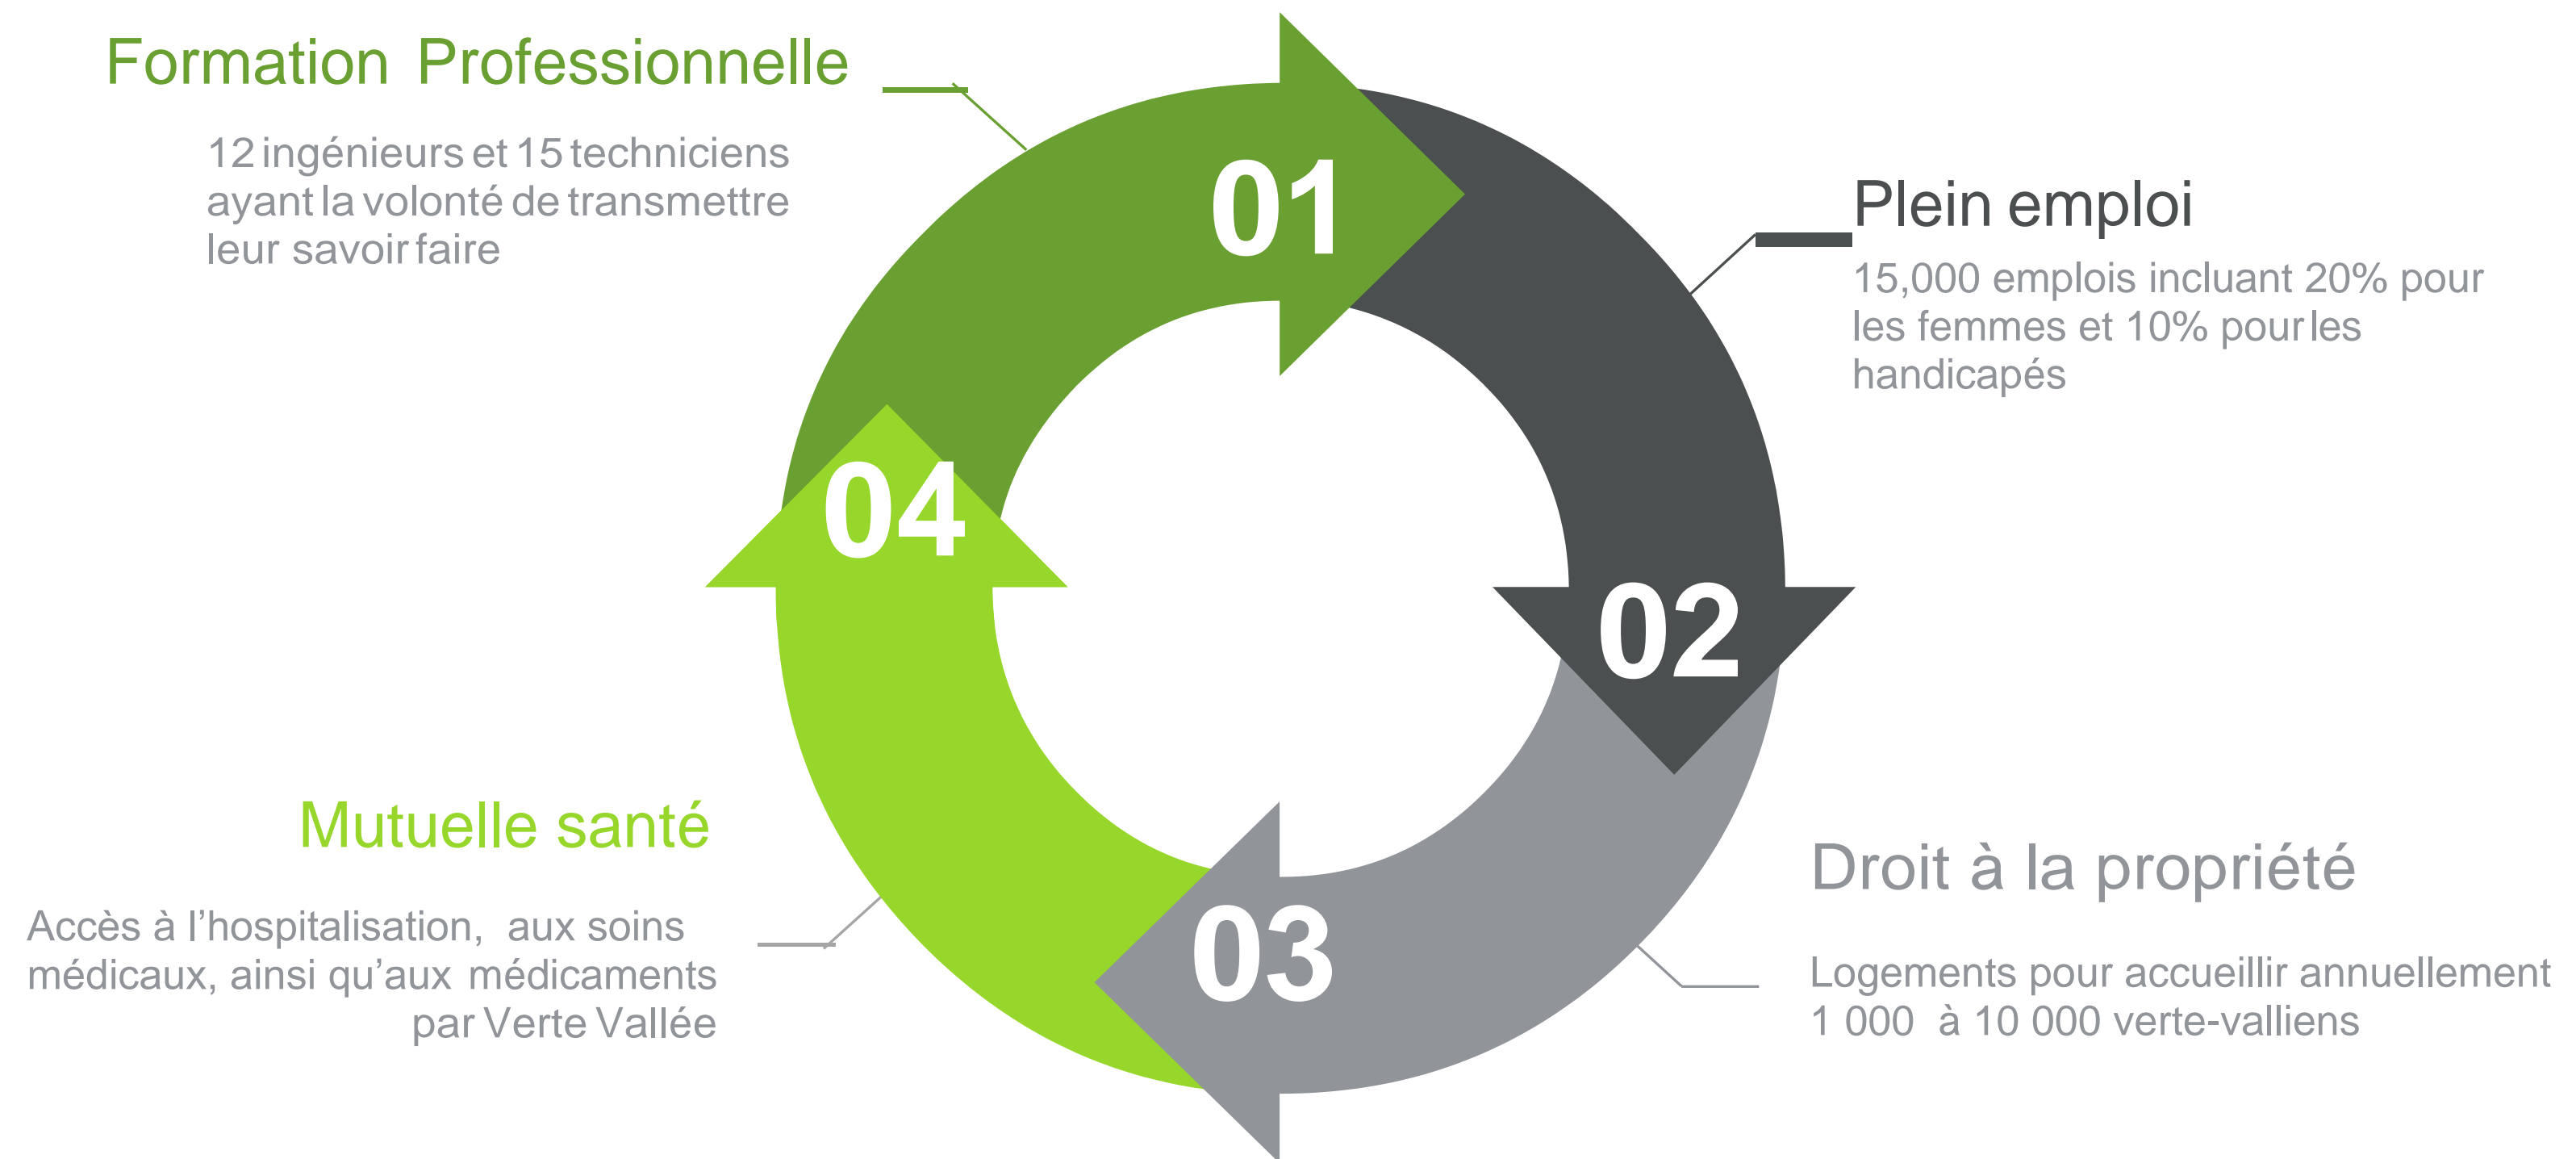 Formation Professionnelle
12 ingénieurs et 15 techniciens
ayant la volonté de transmettre
leur savoir faire
01
Plein emploi
15,000 emplois incluant 20% pour
les femmes et 10% pour les
handicapés
02
Droit à la propriété
Logements pour accueillir annuellement
1 000 à 10 000 verte-valliens
03
Mutuelle santé
Accès à l’hospitalisation, aux soins
médicaux, ainsi qu’aux médicaments
par Verte Vallée
04